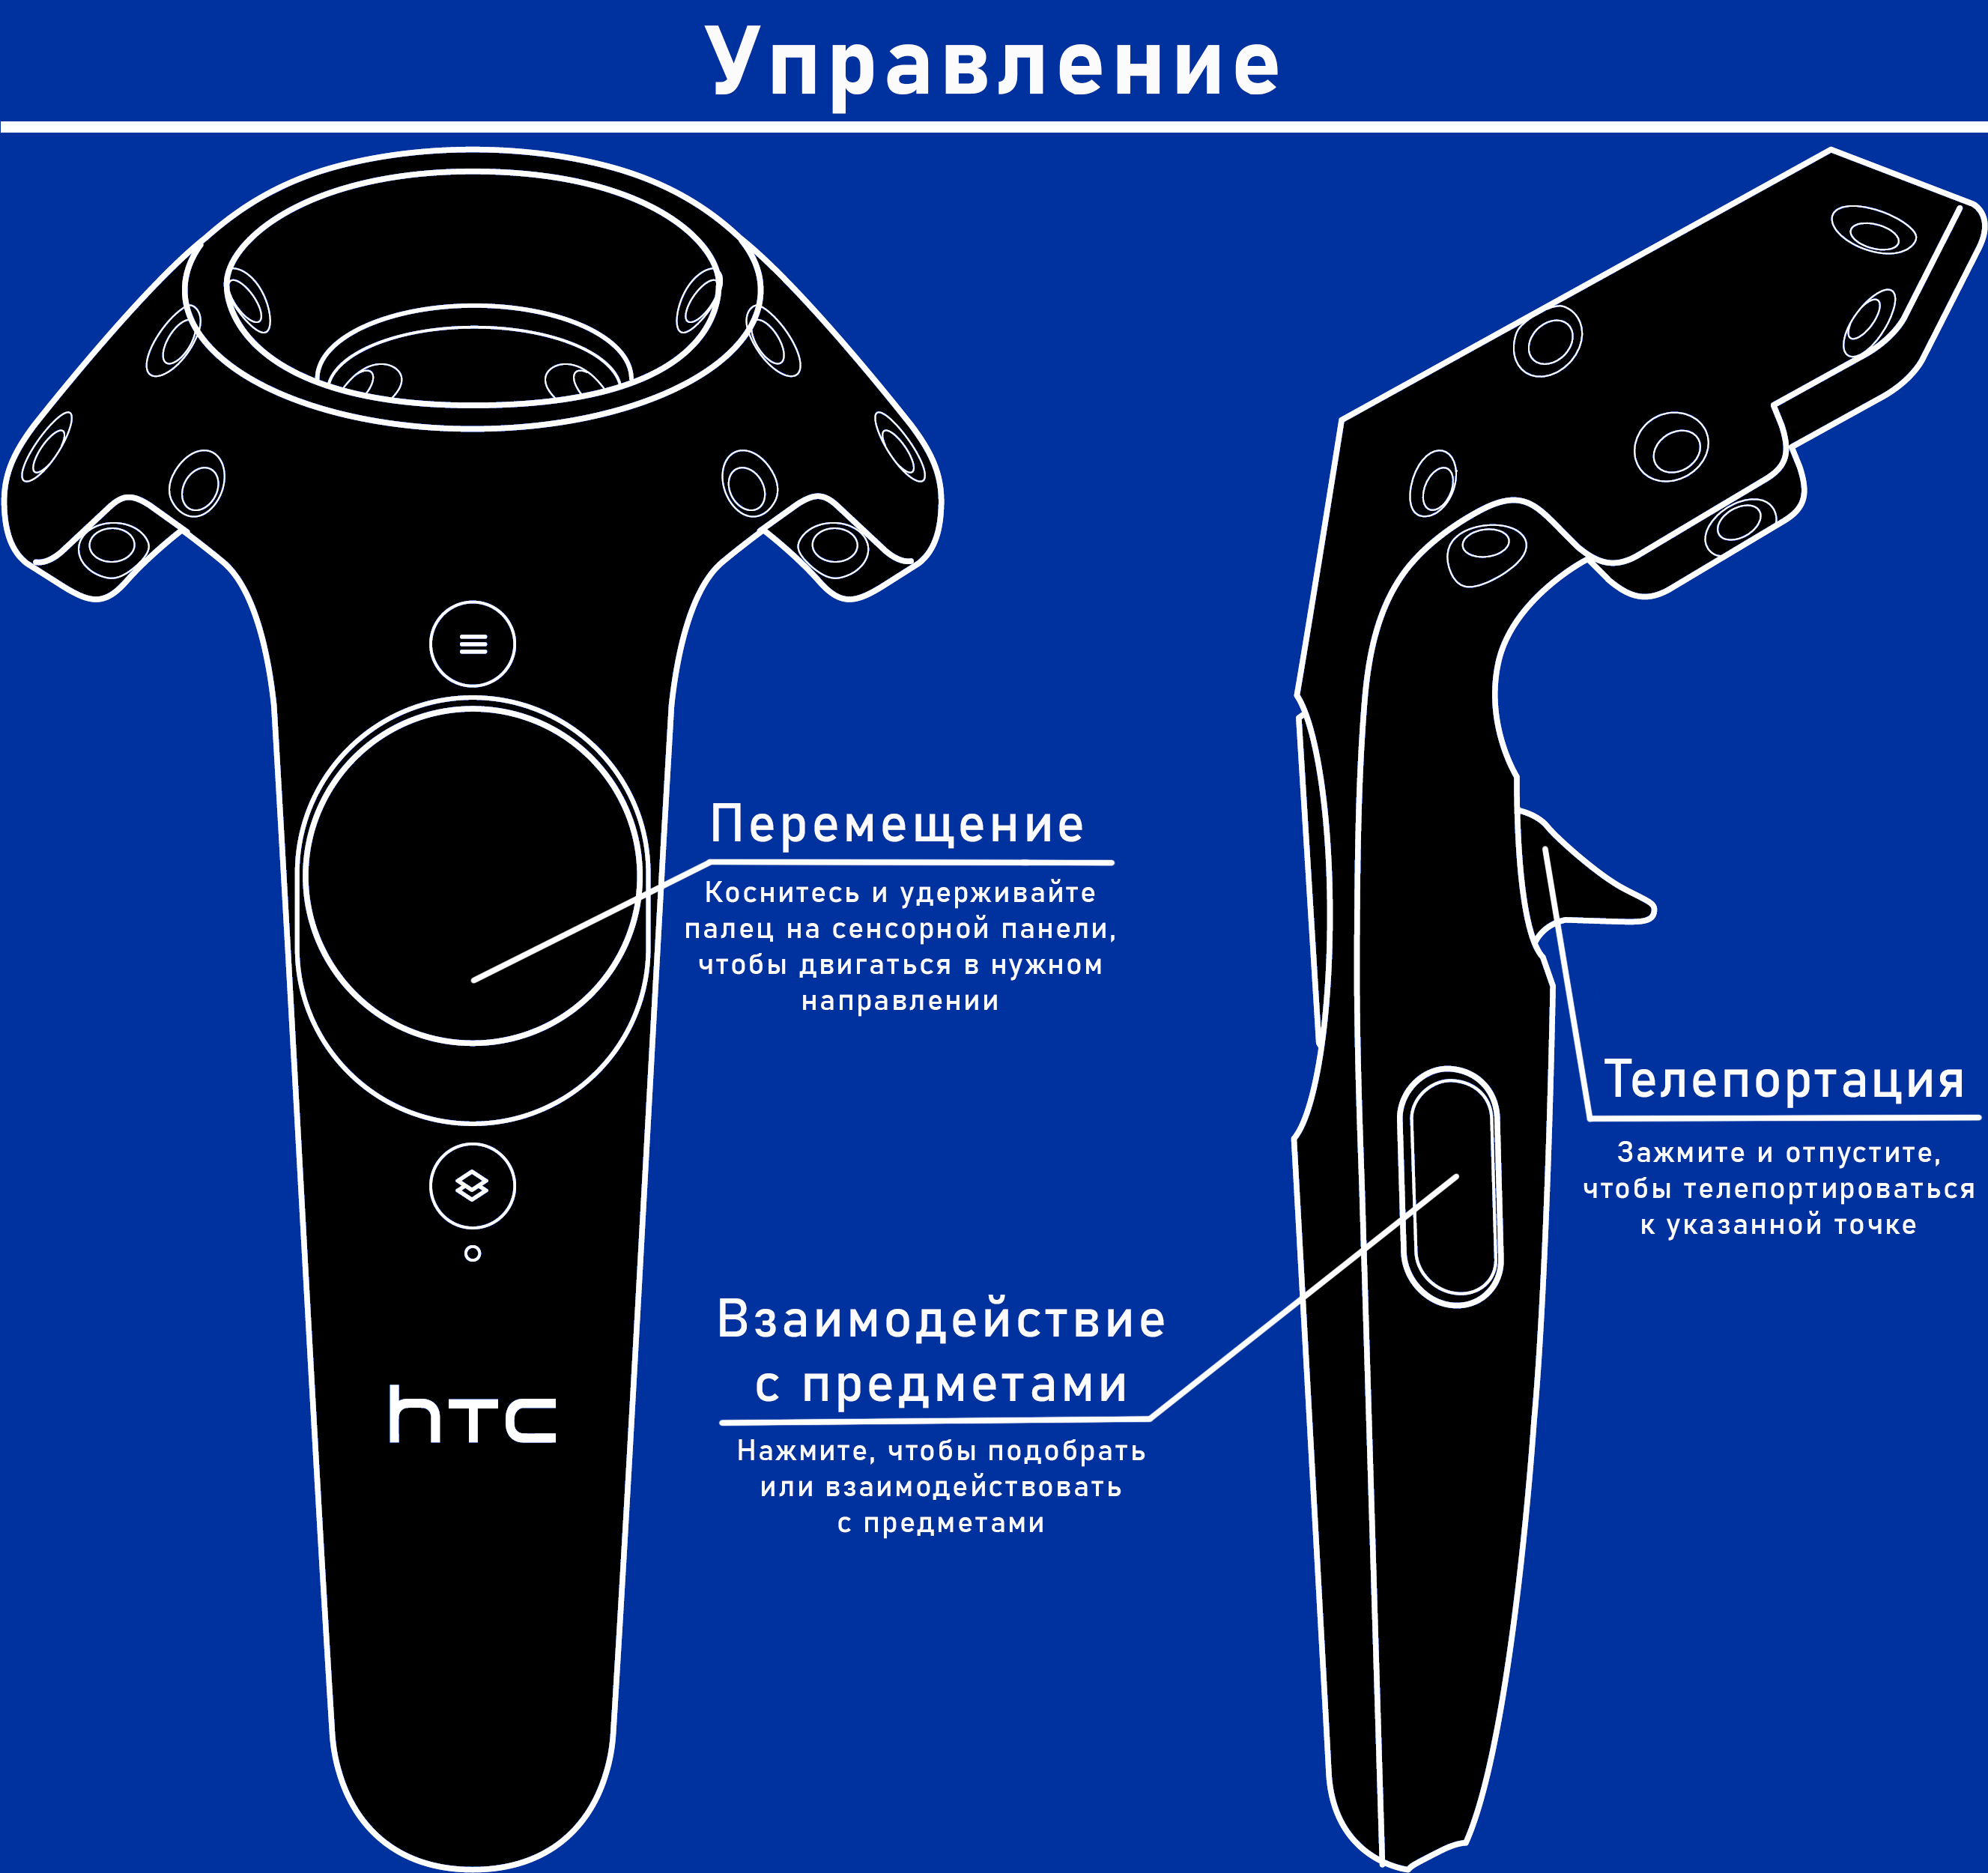 Управление
Перемещение
Коснитесь и удерживайте
палец на сенсорной панели,
чтобы двигаться в нужном
направлении
Телепортация
Зажмите и отпустите,
чтобы телепортироваться
к указанной точке
Взаимодействие
с предметами
Нажмите, чтобы подобрать
или взаимодействовать
с предметами
hTC